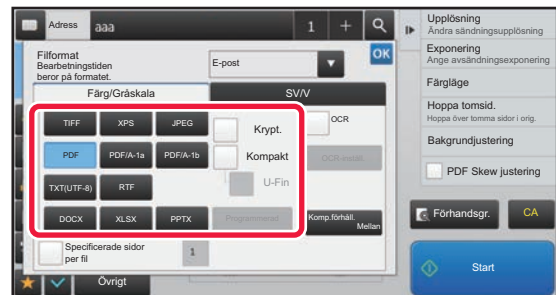 Adress
aaa
1
Filformat
Bearbetningstiden
beror på formatet.
E-post
OK
Färg/Gråskala
SV/V
TIFF
XPS
JPEG
Krypt.
OCR
PDF
PDF/A-1a
PDF/A-1b
Kompakt
OCR-inställ.
TXT(UTF-8)
RTF
U-Fin
DOCX
XLSX
PPTX
Komp.förhåll.
Mellan
Specificerade sidor
per fil
1
Övrigt
Upplösning
Ändra sändningsupplösning
Exponering
Ange avsändningsexponering
Färgläge
Hoppa tomsid.
Hoppa över tomma sidor i orig.
Bakgrundjustering
PDF Skew justering
Förhandsgr.
CA
Start